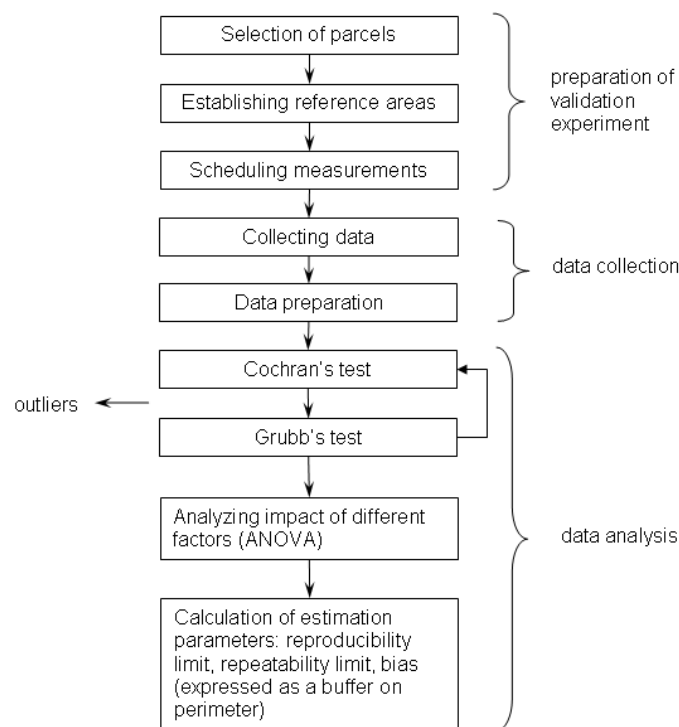 Selection of parcels
Establishing reference areas
Scheduling measurements
preparation of
validation
experiment
Collecting data
Data preparation
data collection
Cochran's test
Grubb's test
outliers
Analyzing impact of different
factors (ANOVA)
Calculation of estimation
parameters: reproducibility
limit, repeatability limit, bias
(expressed as a buffer on
perimeter)
data analysis